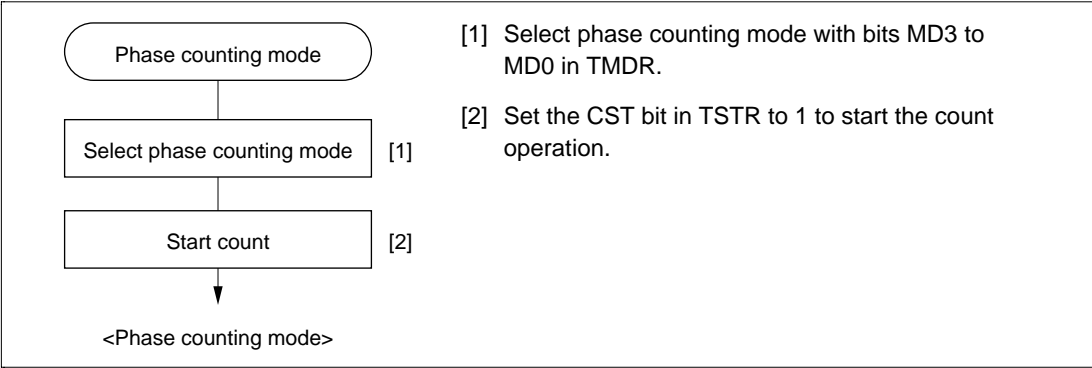 Phase counting mode
Select phase counting mode [1]
Start count [2]
<Phase counting mode>
[1] Select phase counting mode with bits MD3 to
MD0 in TMDR.
[2] Set the CST bit in TSTR to 1 to start the count
operation.